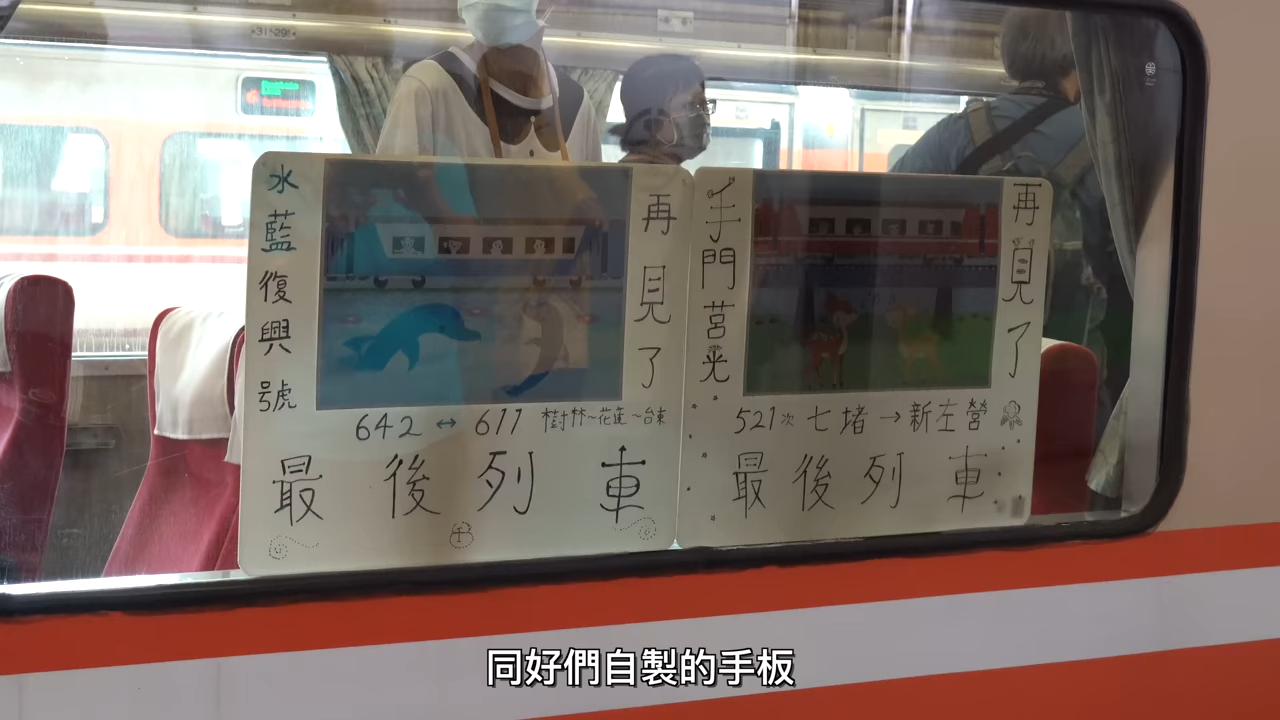 水藍復興號
再見了
642 ↔ 677 樹林~花蓮~台東
最後列車
手門莒光
再見了
521次 七堵 → 新左營
最後列車
同好們自製的手板